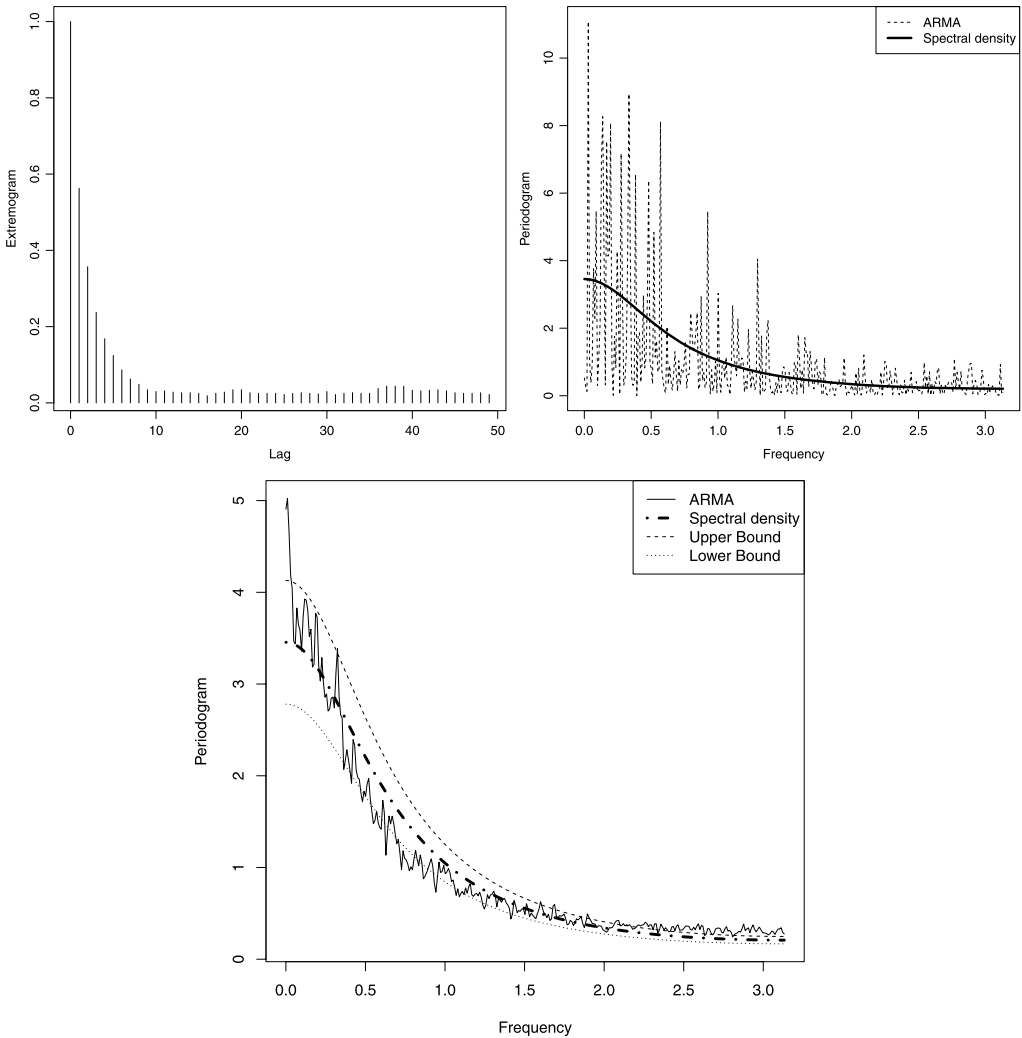 Extremogram
0.0 0.2 0.4 0.6 0.8 1.0
0 10 20 30 40 50
Lag
Periodogram
0 2 4 6 8 10
ARMA
Spectral density
0.0 0.5 1.0 1.5 2.0 2.5 3.0
Frequency
Periodogram
0 1 2 3 4 5
ARMA
Spectral density
Upper Bound
Lower Bound
0.0 0.5 1.0 1.5 2.0 2.5 3.0
Frequency